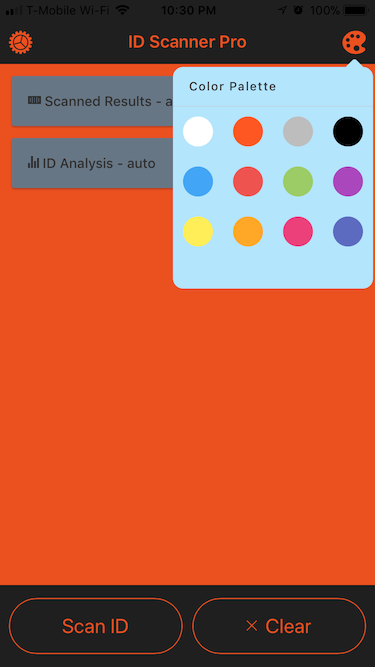 T-Mobile Wi-Fi 10:30 PM 100%
ID Scanner Pro
Color Palette
Scanned Results - a
ID Analysis - auto
Scan ID
× Clear